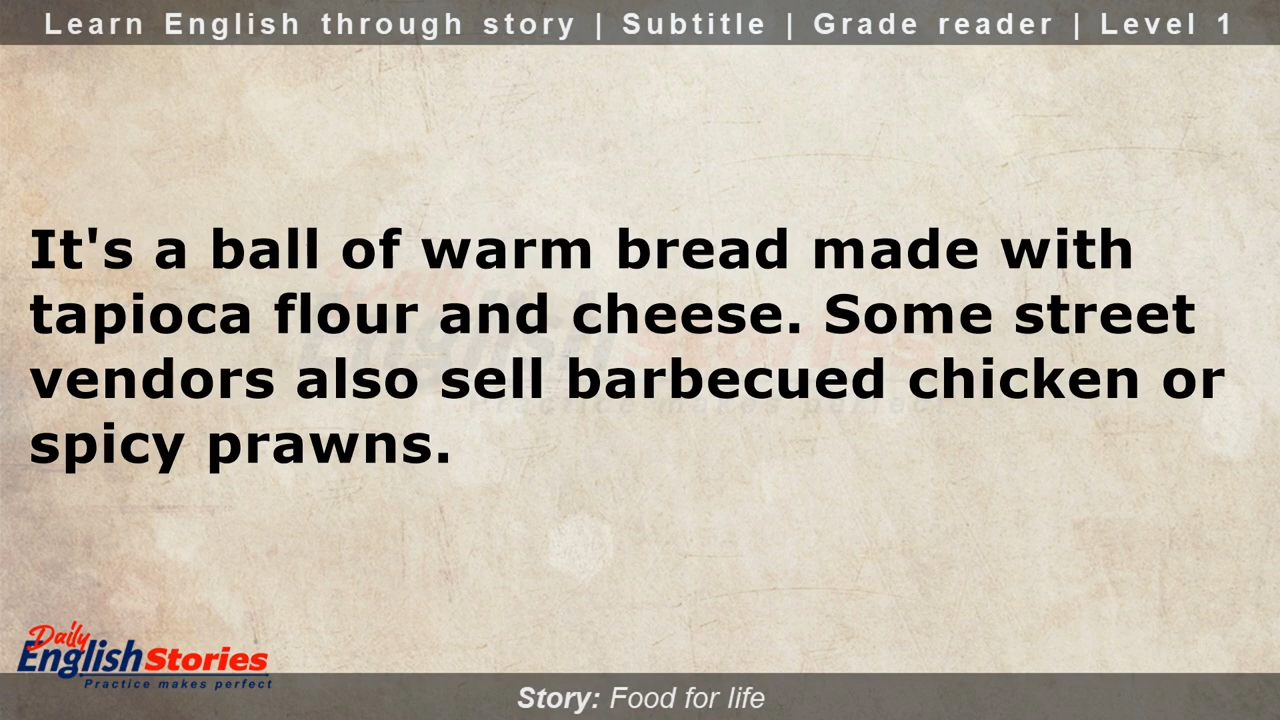 Learn English through story | Subtitle | Grade reader | Level 1
It's a ball of warm bread made with
tapioca flour and cheese. Some street
vendors also sell barbecued chicken or
spicy prawns.
Daily
English Stories
Practice makes perfect
Story: Food for life